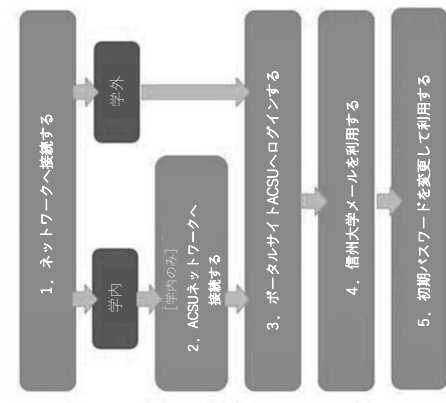 1. ネットワークへ接続する
学外
学内
[学内のみ]
2. ACSUネットワークへ
接続する
3. ポータルサイトACSUへログインする
4. 信州大学メールを利用する
5. 初期パスワードを変更して利用する